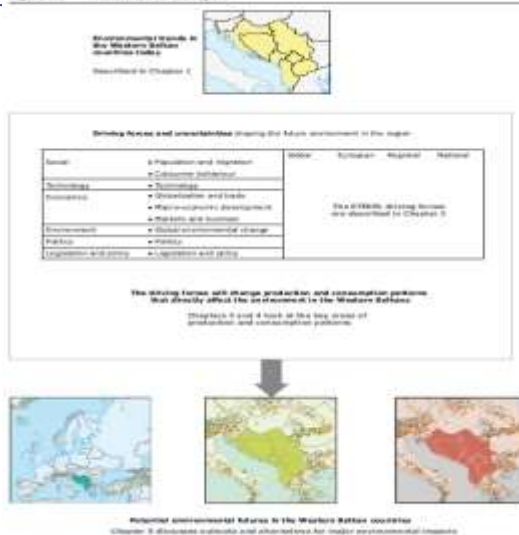 Environmental trends in
the Western Balkan
countries today
Described in Chapter 1
Driving forces and uncertainties shaping the future environment in the region
Global European Regional National
Social • Population and migration
• Consumer behaviour
Technology • Technology
Economics • Globalisation and trade
• Macro-economic development
• Markets and business
Environment • Global environmental change
Politics • Politics
Legislation and policy • Legislation and policy
The STEEPL driving forces
are described in Chapter 2
The driving forces will change production and consumption patterns
that directly affect the environment in the Western Balkans
Chapters 3 and 4 look at the key areas of
production and consumption patterns
Potential environmental futures in the Western Balkan countries
Chapter 5 discusses outlooks and alternatives for major environmental impacts